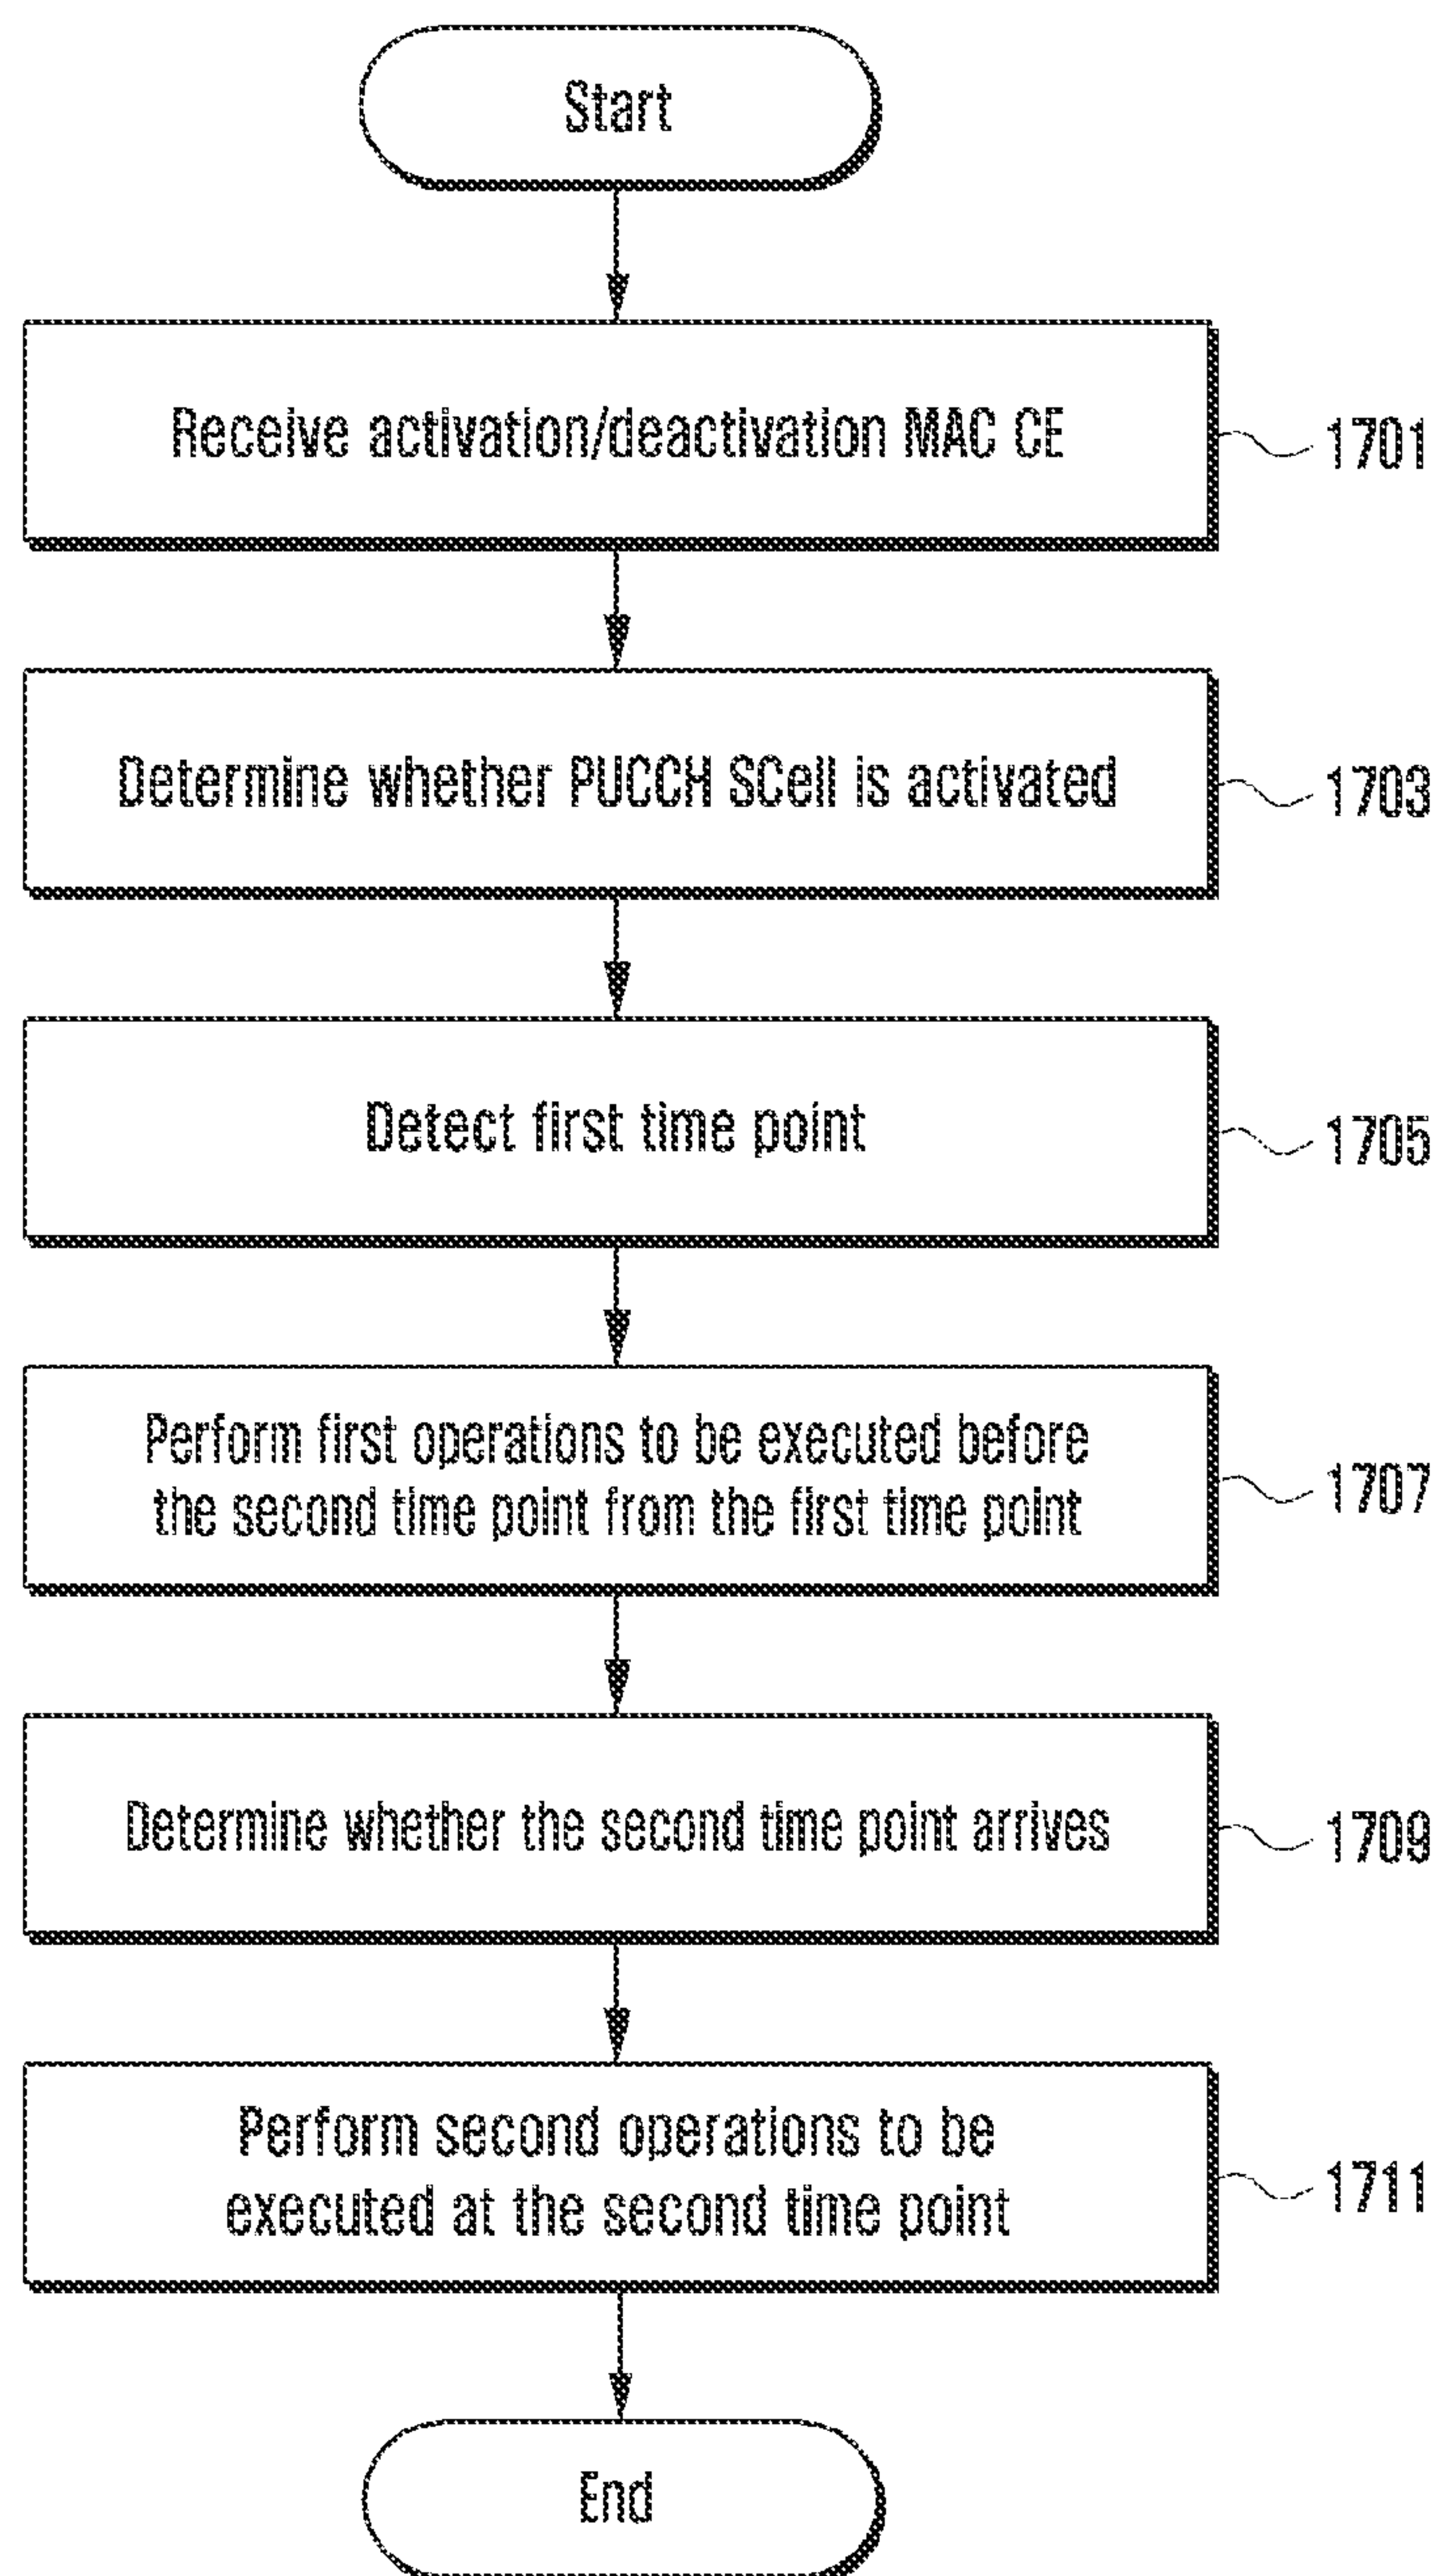 Start
Receive activation/deactivation MAC CE
1701
Determine whether PUCCH SCell is activated
1703
Detect first time point
1705
Perform first operations to be executed before
the second time point from the first time point
1707
Determine whether the second time point arrives
1709
Perform second operations to be
executed at the second time point
1711
End